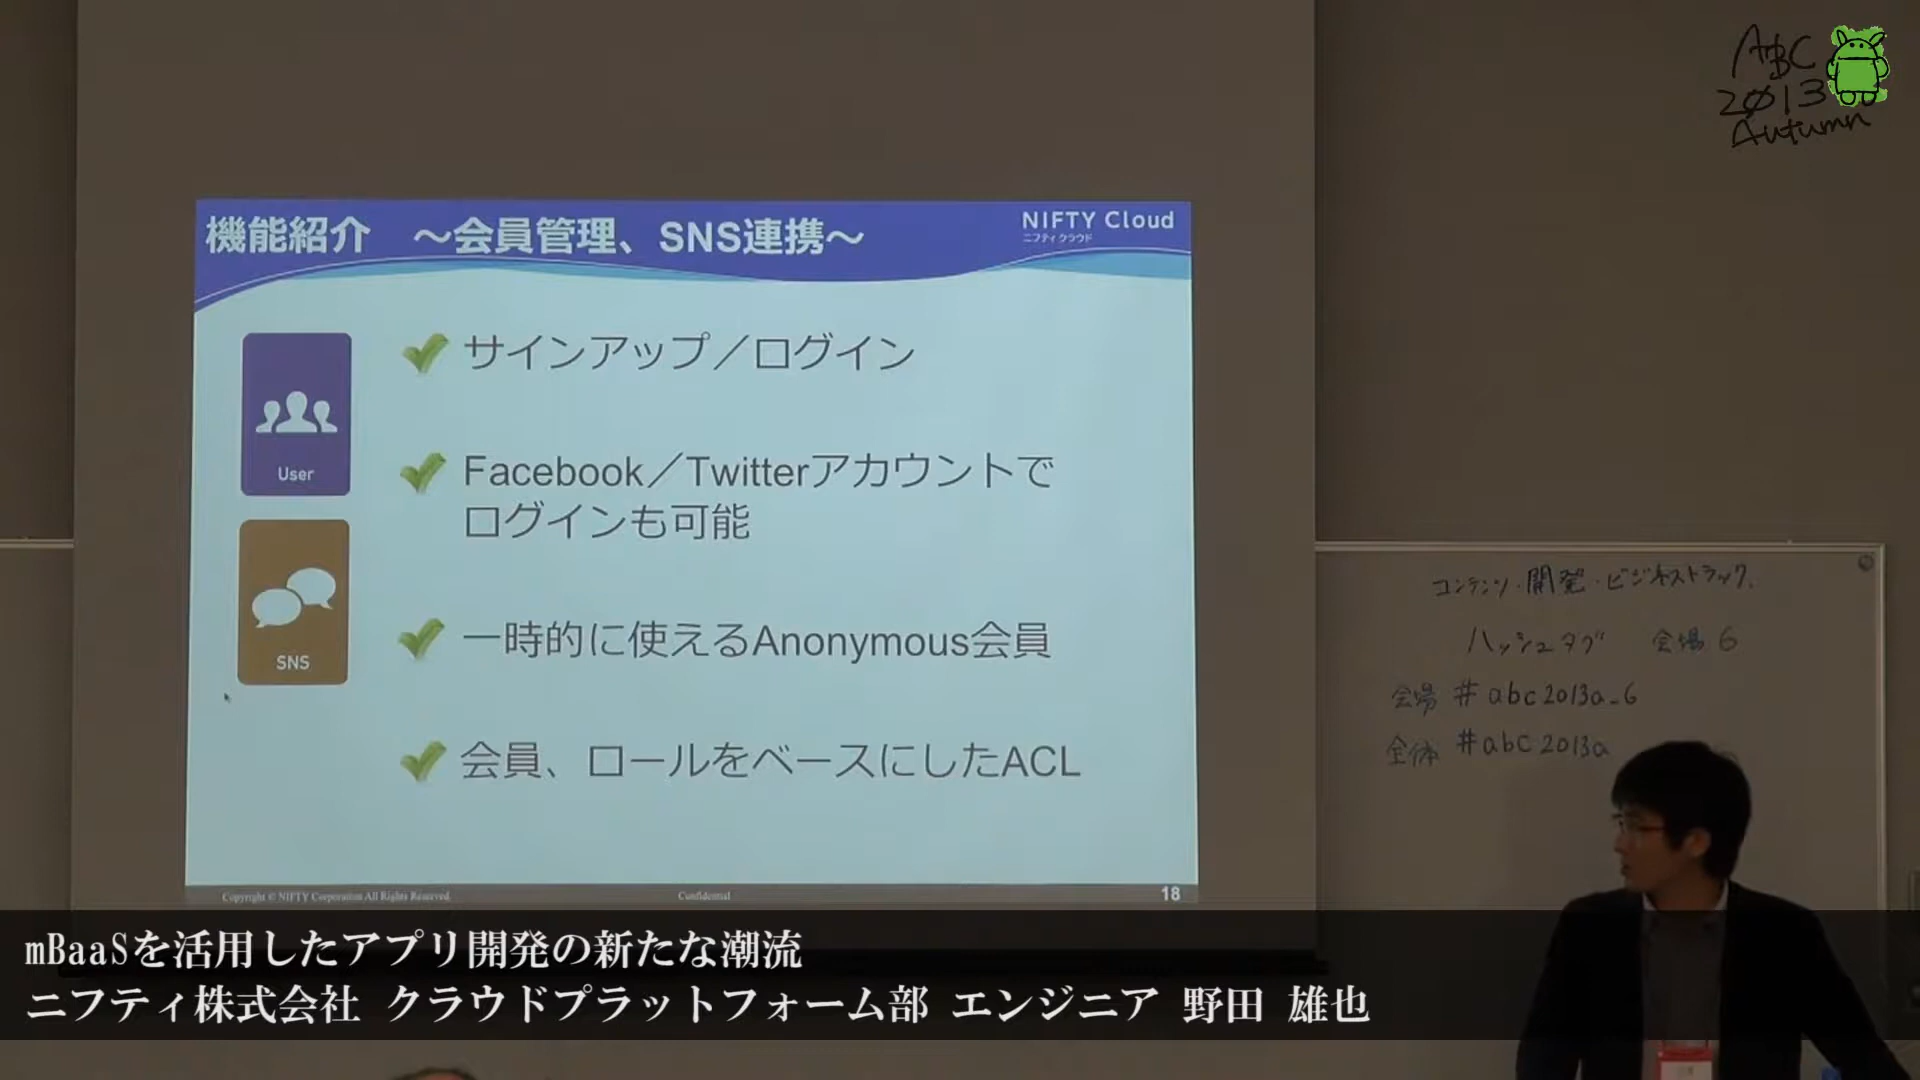 ABC
2013
Autumn
機能紹介 ～会員管理、SNS連携～
NIFTY Cloud
ニフティクラウド
サインアップ／ログイン
User
Facebook／Twitterアカウントで
ログインも可能
SNS
一時的に使えるAnonymous会員
会員、ロールをベースにしたACL
Copyright © NIFTY Corporation All Rights Reserved.
Confidential
18
コンテンツ・開発・ビジネストラック.
ハッシュタグ 会場6
会場 #abc2013a_6
全体 #abc2013a
mBaaSを活用したアプリ開発の新たな潮流
ニフティ株式会社 クラウドプラットフォーム部 エンジニア 野田 雄也